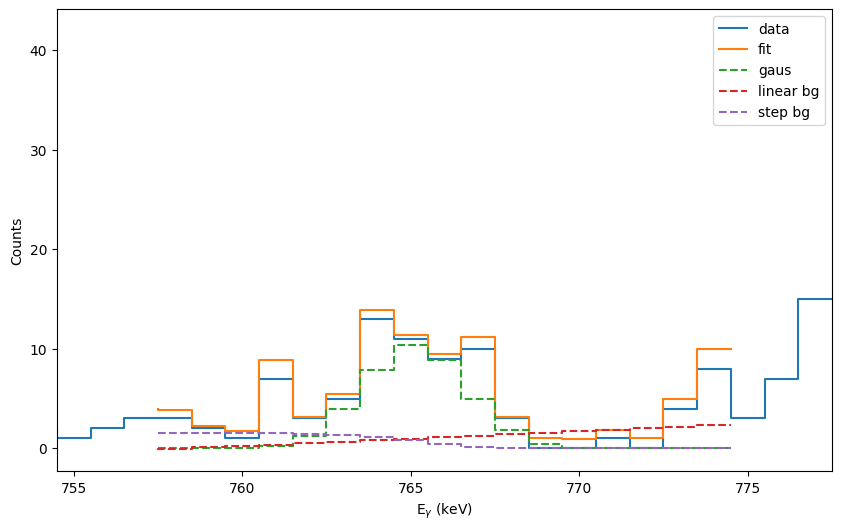 data
fit
gaus
linear bg
step bg
40
30
20
10
0
Counts
755
760
765
770
775
Eγ (keV)